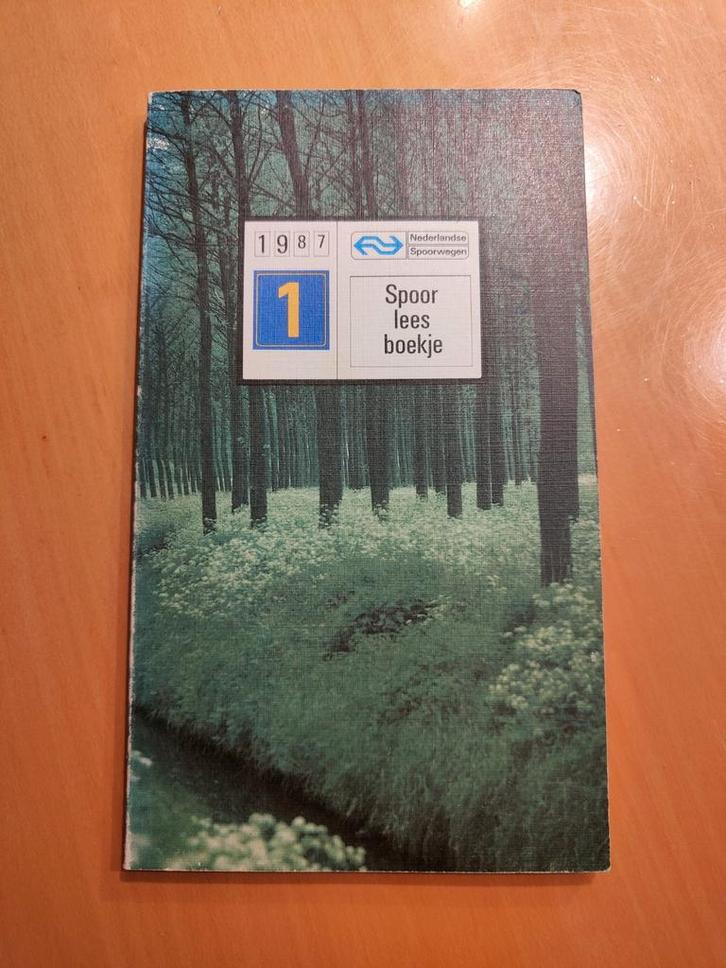 1987
Nederlandse
Spoorwegen
1
Spoor
lees
boekje